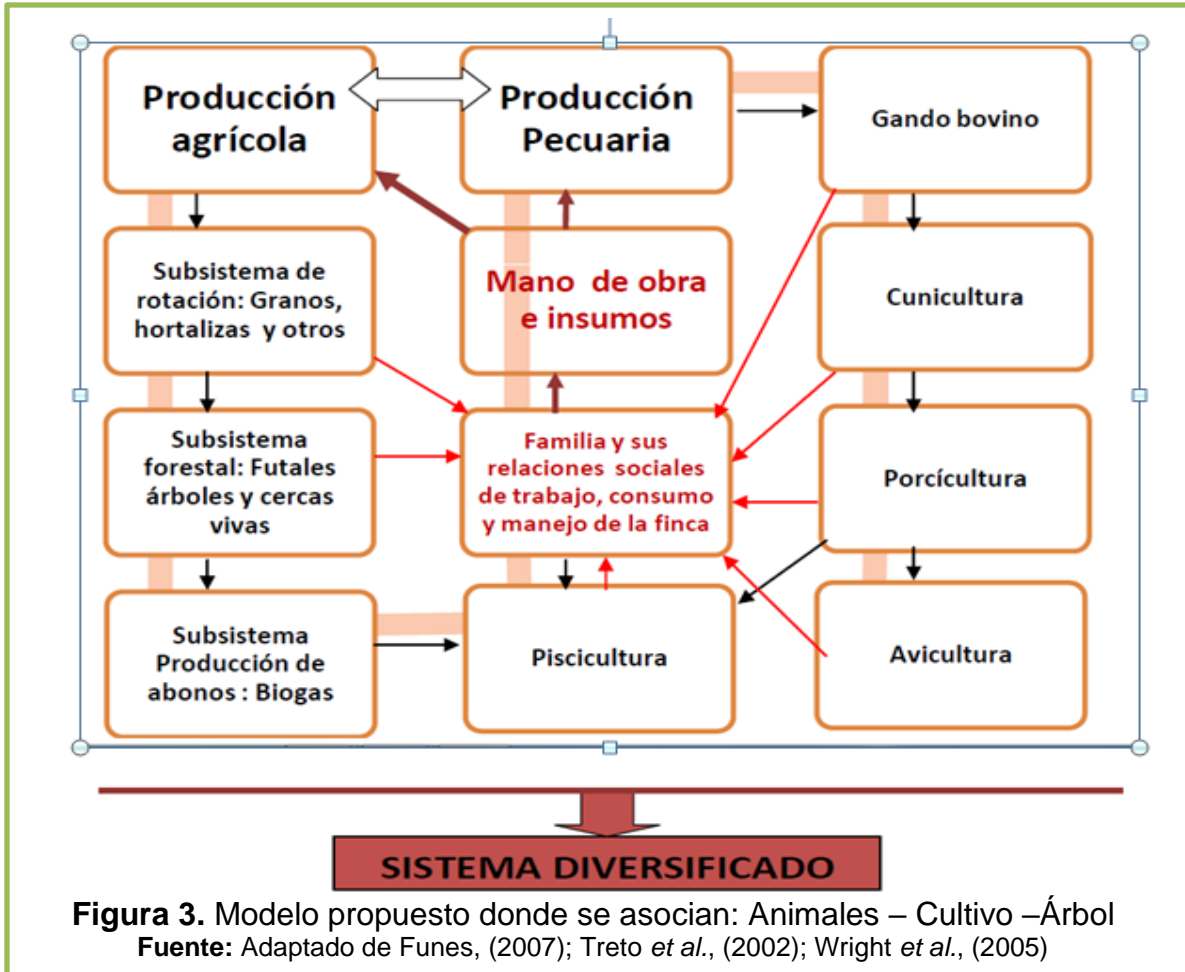 Producción
agrícola
Producción
Pecuaria
Gando bovino
Subsistema de
rotación: Granos,
hortalizas y otros
Mano de obra
e insumos
Cunicultura
Subsistema
forestal: Futales
árboles y cercas
vivas
Familia y sus
relaciones sociales
de trabajo, consumo
y manejo de la finca
Porcícultura
Subsistema
Producción de
abonos : Biogas
Piscicultura
Avicultura
SISTEMA DIVERSIFICADO
Figura 3. Modelo propuesto donde se asocian: Animales – Cultivo –Árbol
Fuente: Adaptado de Funes, (2007); Treto et al., (2002); Wright et al., (2005)